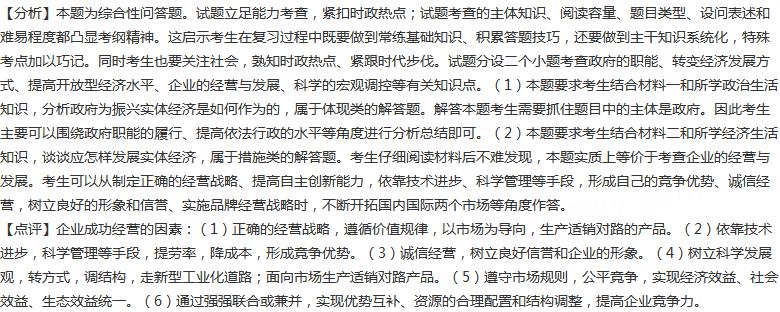 【分析】本题为综合性问答题。试题立足能力考查，紧扣时政热点；试题考查的主体知识、阅读容量、题目类型、设问表述和
难易程度都凸显考纲精神。这启示考生在复习过程中既要做到常练基础知识、积累答题技巧，还要做到主干知识系统化，特殊
考点加以巧记。同时考生也要关注社会，熟知时政热点、紧跟时代步伐。试题分设二个小题考查政府的职能、转变经济发展方
式、提高开放型经济水平、企业的经营与发展、科学的宏观调控等有关知识点。（1）本题要求考生结合材料一和所学政治生活
知识，分析政府为振兴实体经济是如何作为的，属于体现类的解答题。解答本题考生需要抓住题目中的主体是政府。因此考生
主要可以围绕政府职能的履行、提高依法行政的水平等角度进行分析总结即可。（2）本题要求考生结合材料二和所学经济生活
知识，谈谈应怎样发展实体经济，属于措施类的解答题。考生仔细阅读材料后不难发现，本题实质上等价于考查企业的经营与
发展。考生可以从制定正确的经营战略、提高自主创新能力，依靠技术进步、科学管理等手段，形成自己的竞争优势、诚信经
营，树立良好的形象和信誉、实施品牌经营战略时，不断开拓国内国际两个市场等角度作答。
【点评】企业成功经营的因素：（1）正确的经营战略，遵循价值规律，以市场为导向，生产适销对路的产品。（2）依靠技术
进步，科学管理等手段，提劳率，降成本，形成竞争优势。（3）诚信经营，树立良好信誉和企业的形象。（4）树立科学发展
观，转方式，调结构，走新型工业化道路；面向市场生产适销对路产品。（5）遵守市场规则，公平竞争，实现经济效益、社会
效益、生态效益统一。（6）通过强强联合或兼并，实现优势互补、资源的合理配置和结构调整，提高企业竞争力。